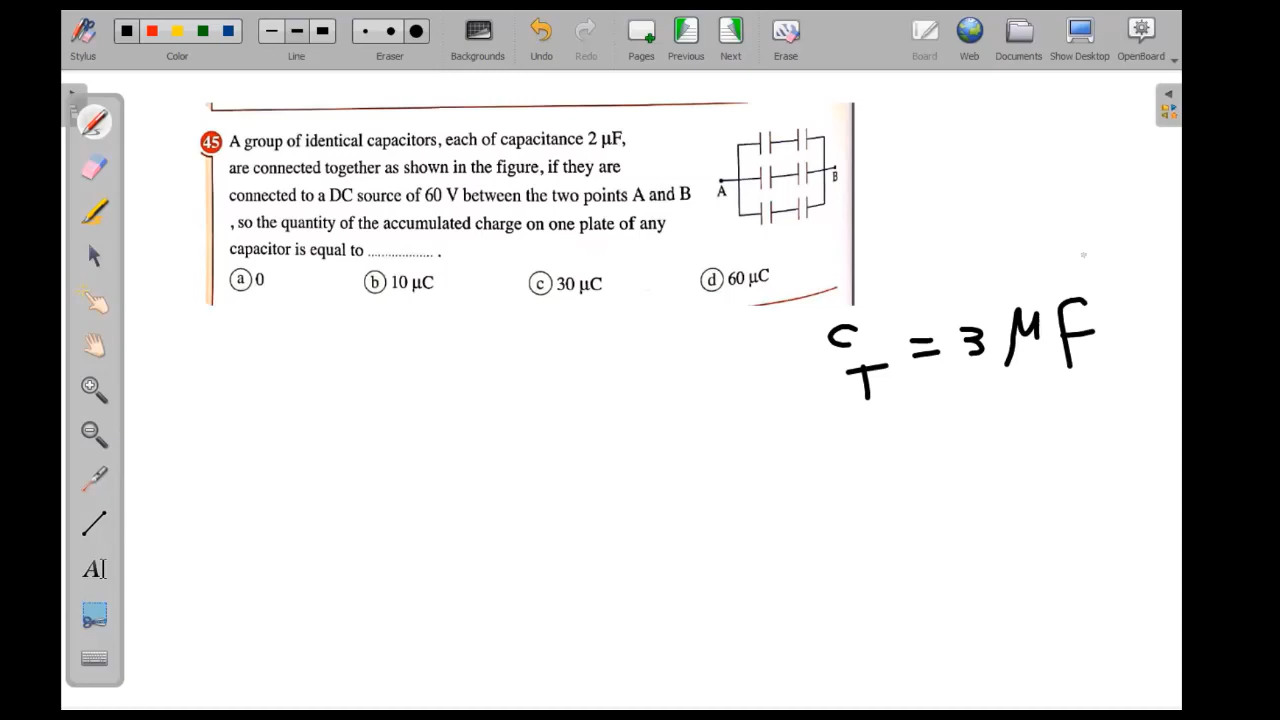 Stylus
Color
Line
Eraser
Backgrounds
Undo
Redo
Pages
Previous
Next
Erase
Board
Web
Documents
Show Desktop
OpenBoard
45 A group of identical capacitors, each of capacitance 2 μF,
are connected together as shown in the figure, if they are
connected to a DC source of 60 V between the two points A and B
, so the quantity of the accumulated charge on one plate of any
capacitor is equal to .................. .
a 0
b 10 μC
c 30 μC
d 60 μC
A
B
C_T = 3 μF
A